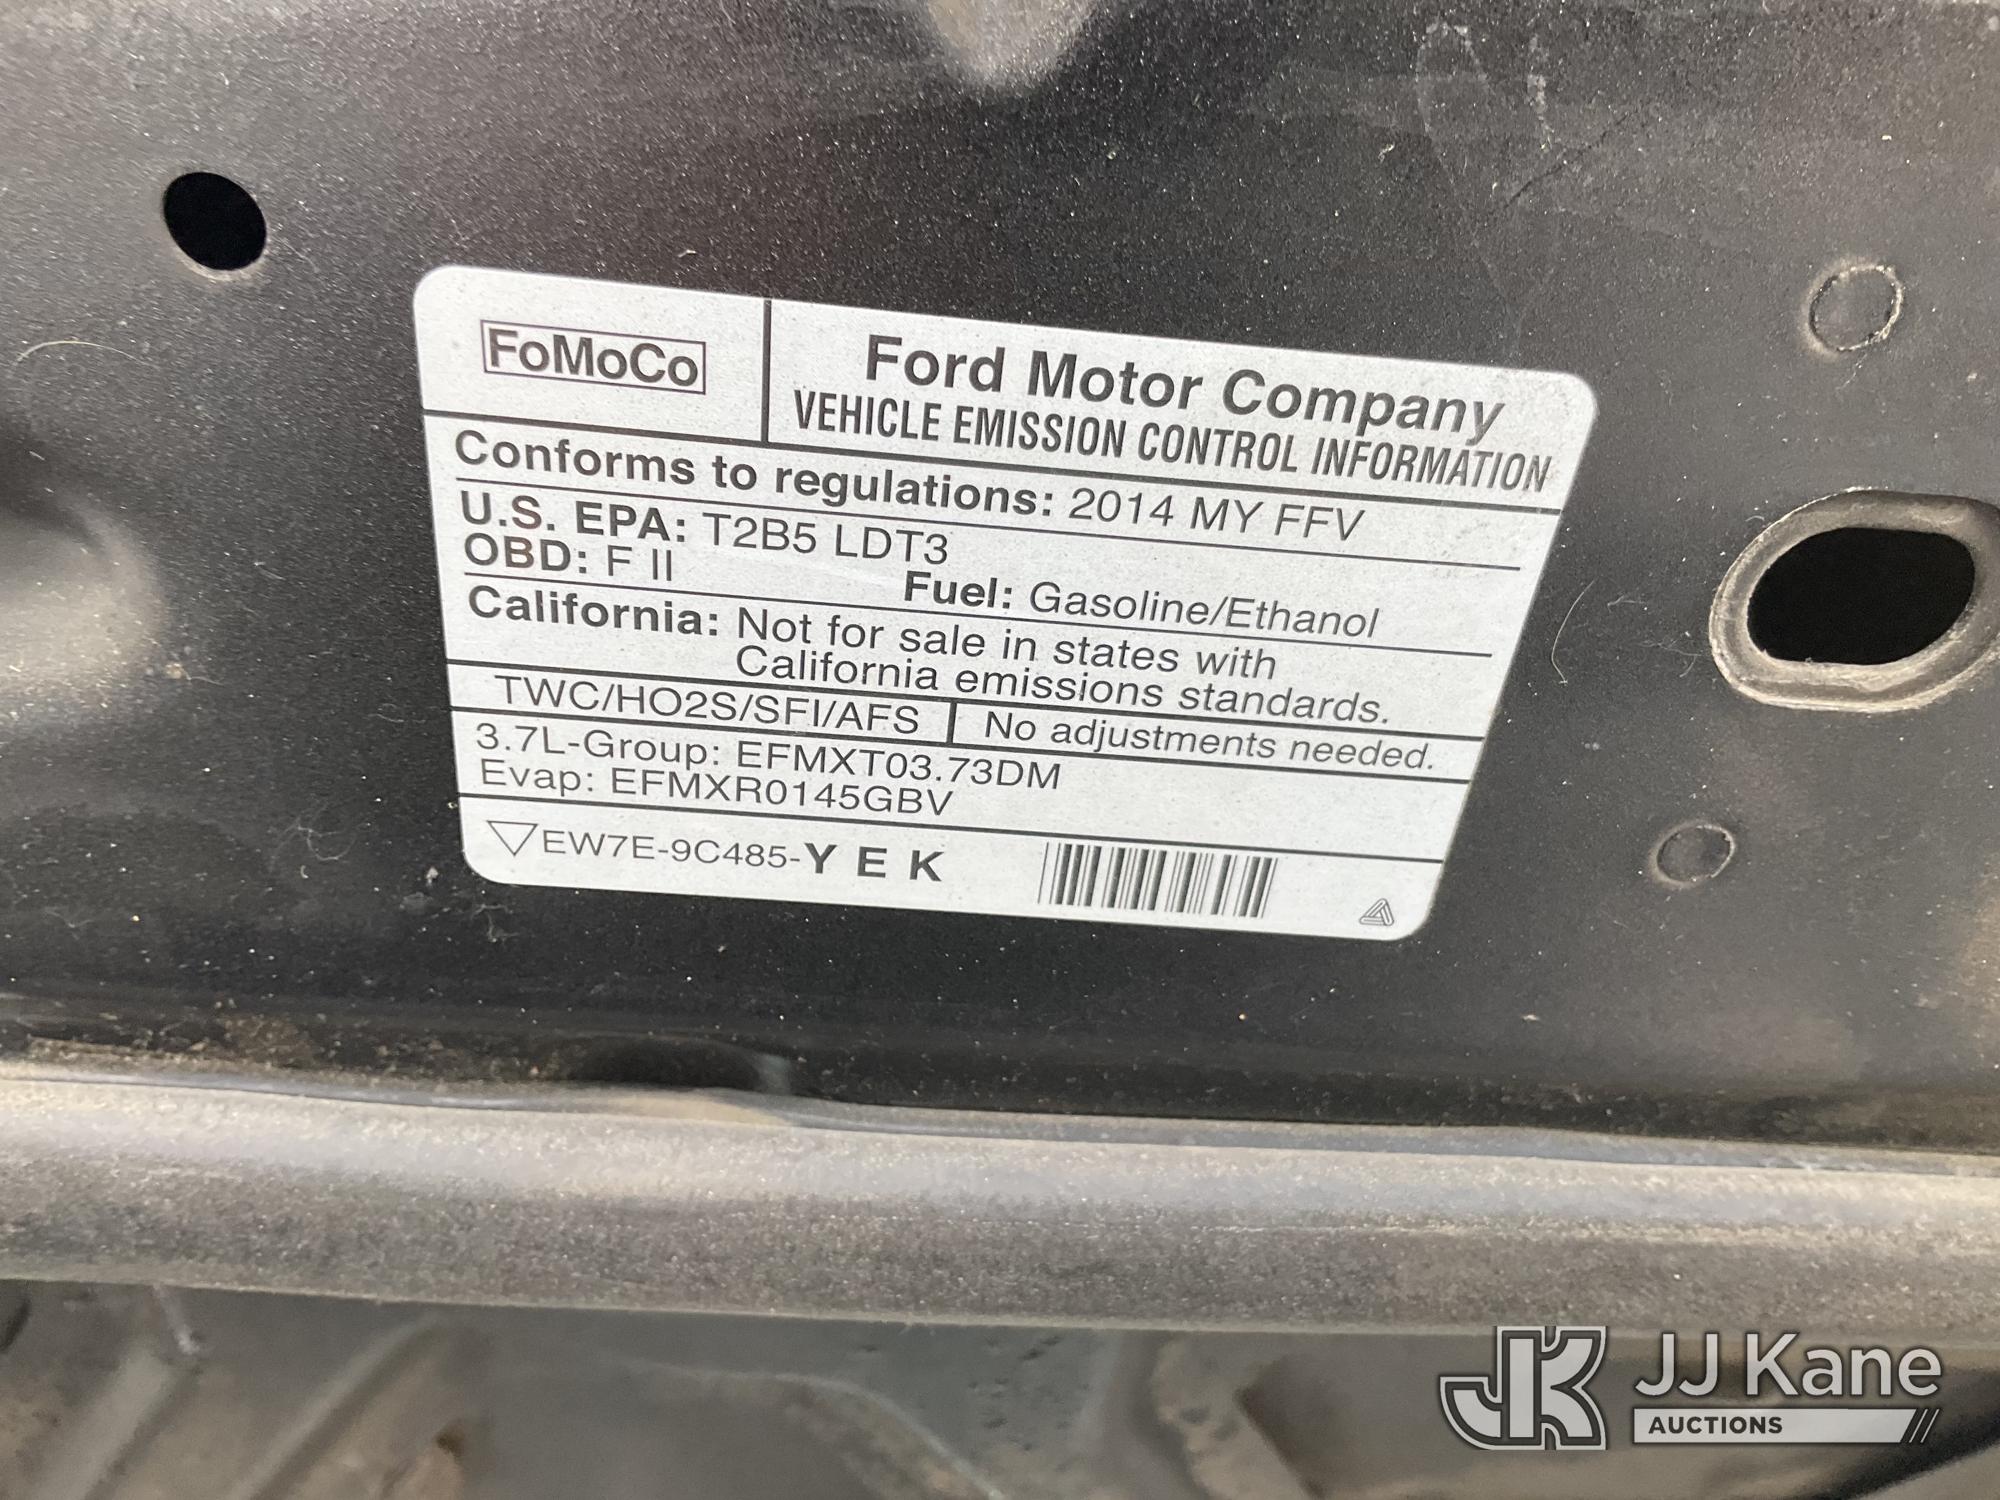 FoMoCo
Ford Motor Company
VEHICLE EMISSION CONTROL INFORMATION
Conforms to regulations: 2014 MY FFV
U.S. EPA: T2B5 LDT3
OBD: F II Fuel: Gasoline/Ethanol
California: Not for sale in states with
California emissions standards.
TWC/HO2S/SFI/AFS No adjustments needed.
3.7L-Group: EFMXT03.73DM
Evap: EFMXR0145GBV
EW7E-9C485-Y E K
JK JJ Kane
AUCTIONS